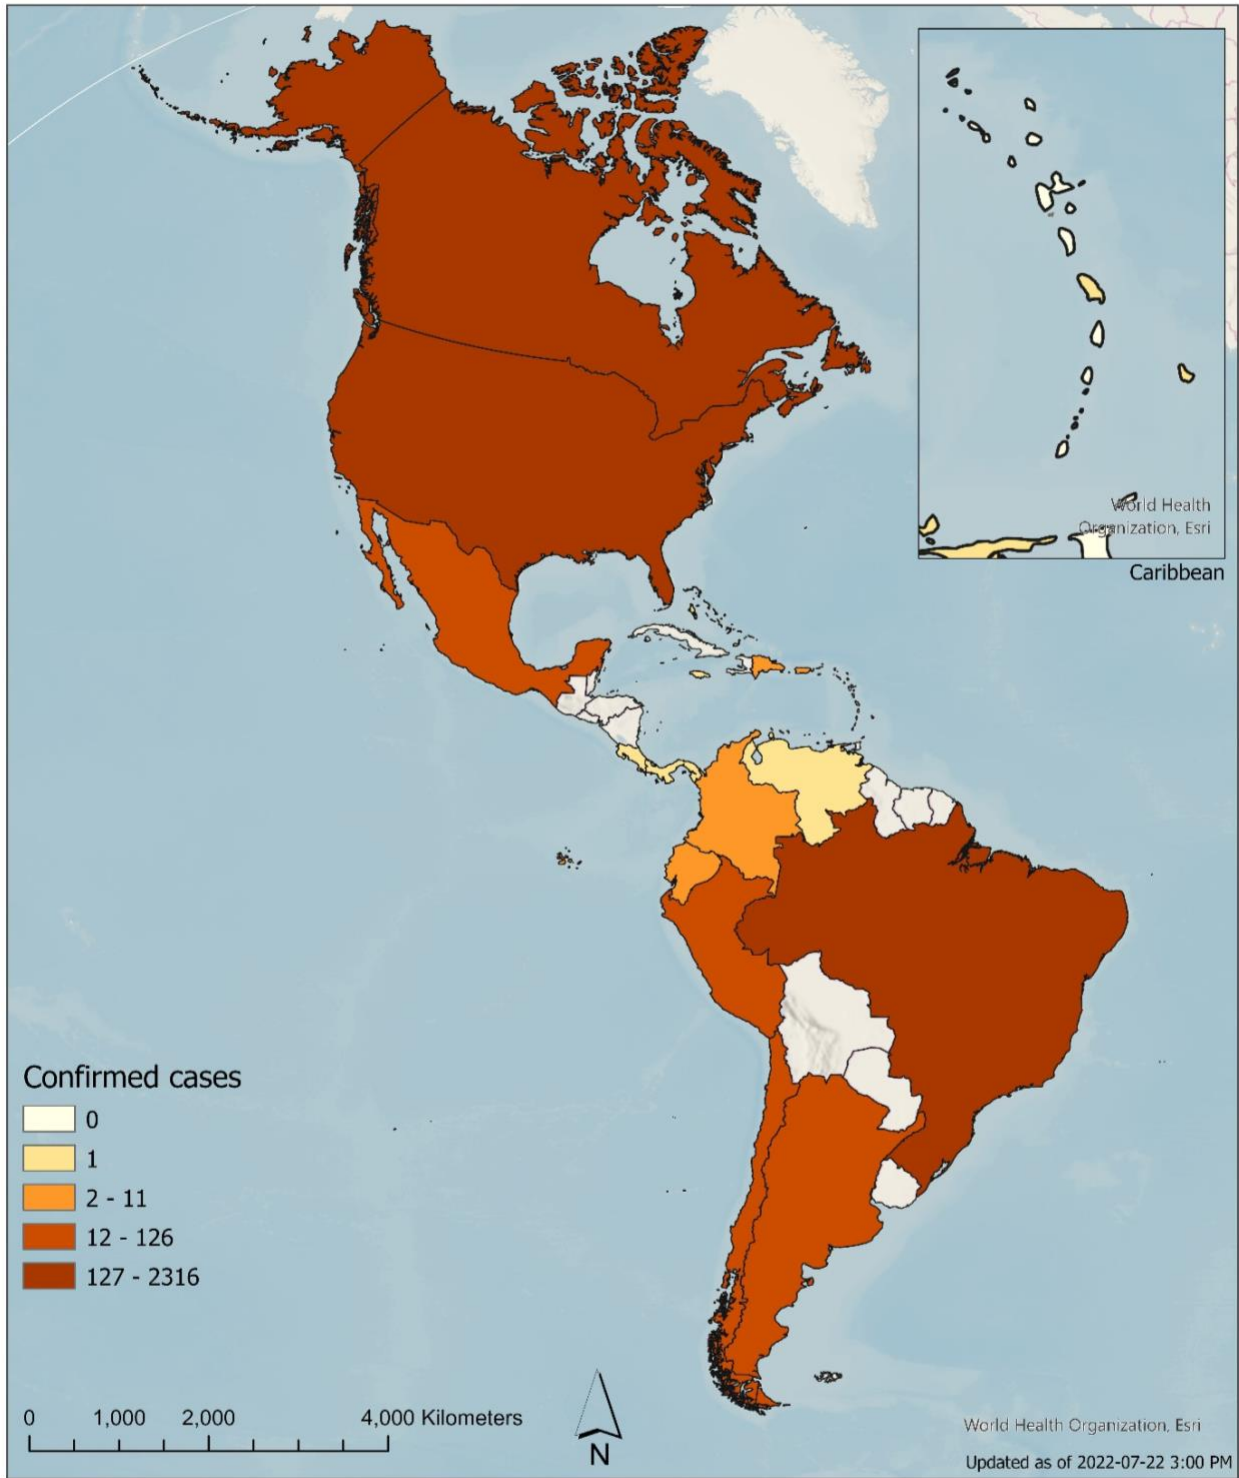 World Health
Organization, Esri
Caribbean
Confirmed cases
0
1
2 - 11
12 - 126
127 - 2316
0 1,000 2,000 4,000 Kilometers
N
World Health Organization, Esri
Updated as of 2022-07-22 3:00 PM